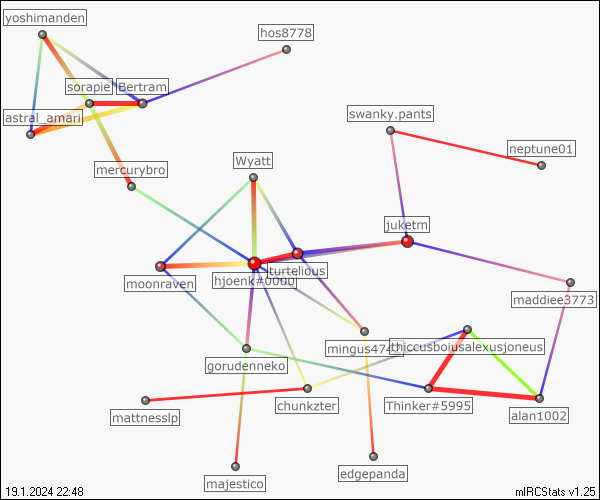 yoshimanden
hos8778
sorapie
Bertram
astral_amari
swanky.pants
neptune01
Wyatt
mercurybro
juketm
turtelious
moonraven
hjoenk#0000
maddiee3773
mingus474
thiccusboiusalexusjoneus
gorudenneko
chunkzter
Thinker#5995
alan1002
mattnesslp
edgepanda
majestico
19.1.2024 22:48
mIRCStats v1.25